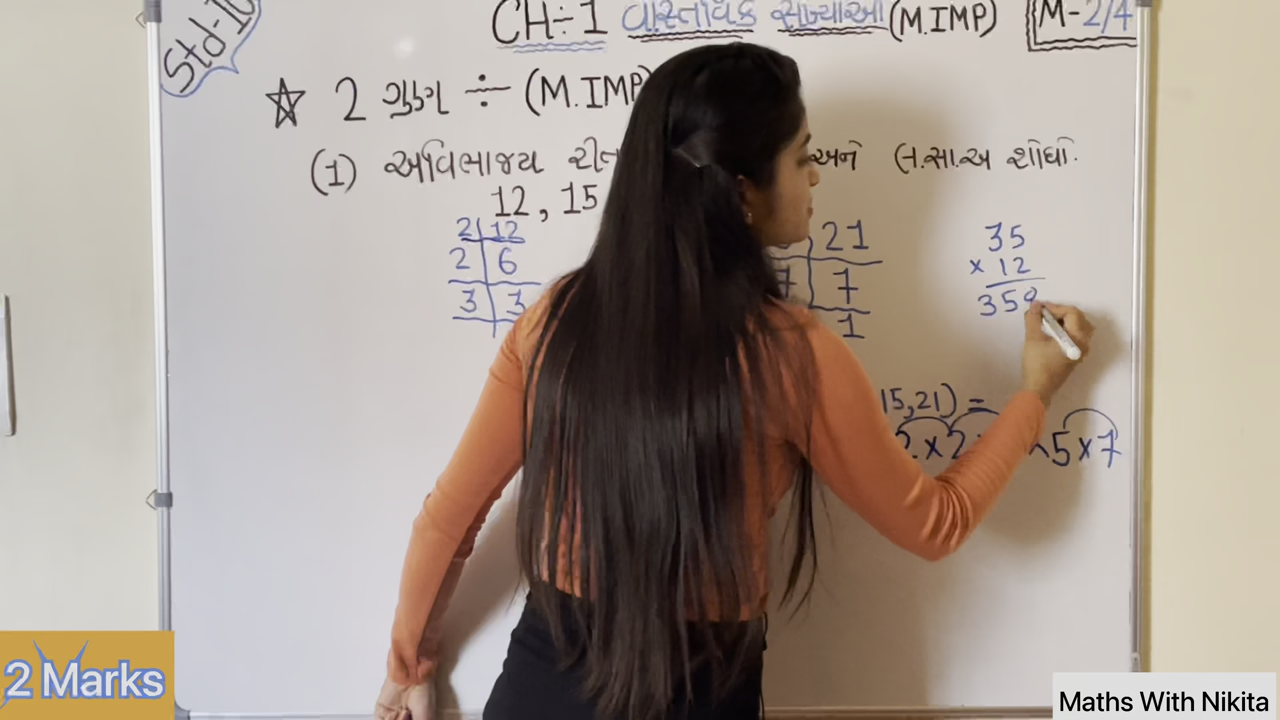 Std-10
CH÷1 વાસ્તવિક સંખ્યાઓ (M.IMP)
M-2/4
☆ 2 ગુણ ÷ (M.IMP)
(1) અવિભાજય અને લ.સા.અ શોધો.
12, 15
2 12
2 6
3 3
21
7 7
1
35
× 12
350
15,21) =
2×2 ×5×7
2 Marks
Maths With Nikita